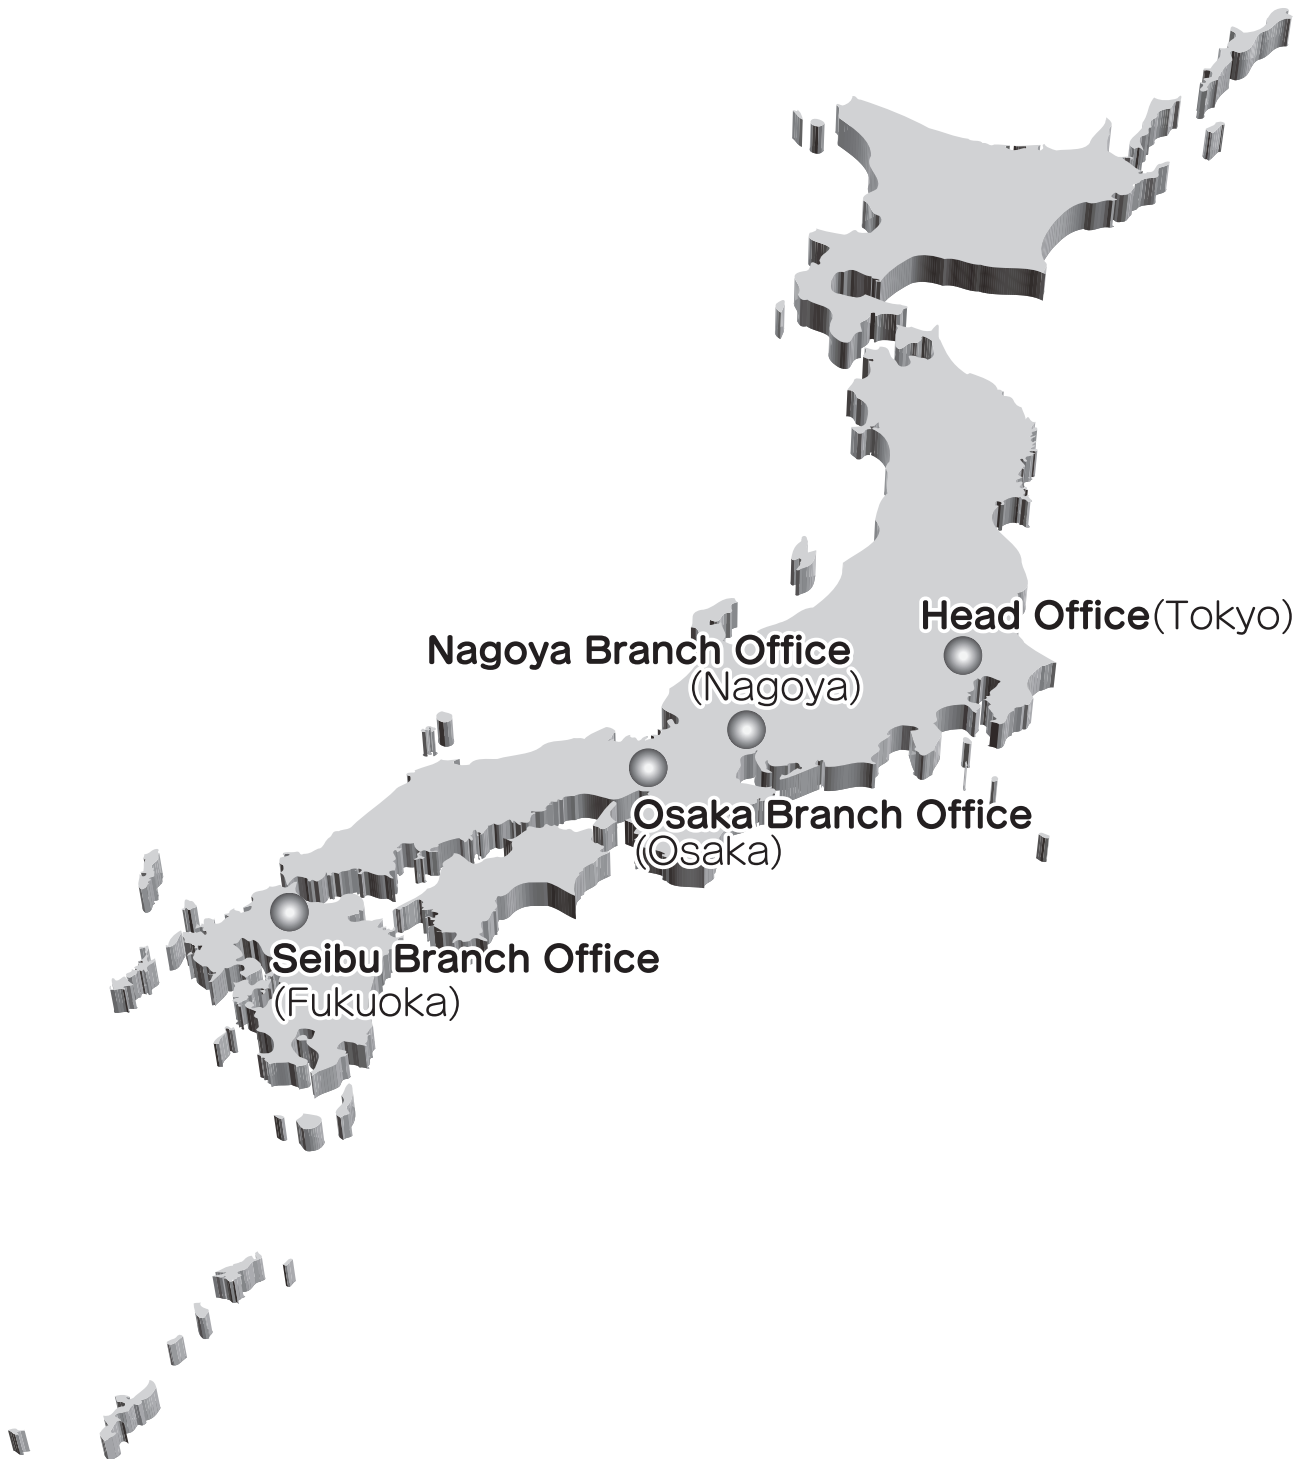 Head Office(Tokyo)
Nagoya Branch Office
(Nagoya)
Osaka Branch Office
(Osaka)
Seibu Branch Office
(Fukuoka)